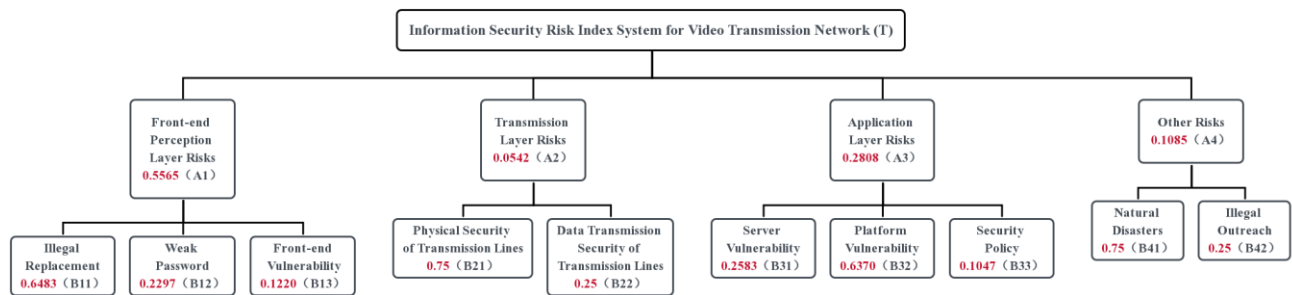 Information Security Risk Index System for Video Transmission Network (T)
Front-end
Perception
Layer Risks
0.5565（A1）
Transmission
Layer Risks
0.0542（A2）
Application
Layer Risks
0.2808（A3）
Other Risks
0.1085（A4）
Illegal
Replacement
0.6483（B11）
Weak
Password
0.2297（B12）
Front-end
Vulnerability
0.1220（B13）
Physical Security
of Transmission Lines
0.75（B21）
Data Transmission
Security of
Transmission Lines
0.25（B22）
Server
Vulnerability
0.2583（B31）
Platform
Vulnerability
0.6370（B32）
Security
Policy
0.1047（B33）
Natural
Disasters
0.75（B41）
Illegal
Outreach
0.25（B42）